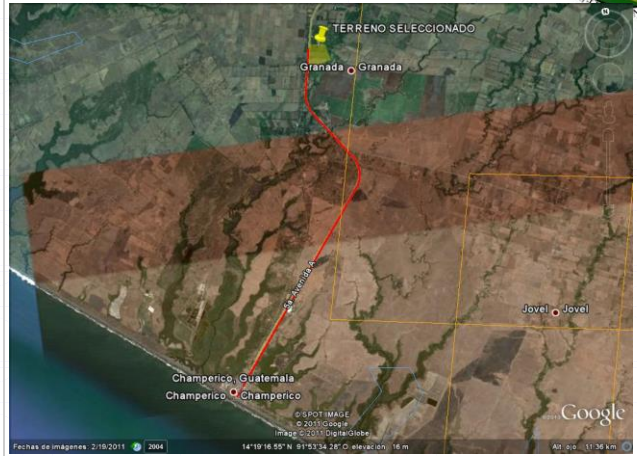 N
TERRENO SELECCIONADO
Granada Granada
5a. Avenida A
Jovel Jovel
Champerico, Guatemala
Champerico Champerico
© SPOT IMAGE
© 2011 Google
Image © 2011 DigitalGlobe
©2010 Google
Fechas de imágenes: 2/19/2011 2004 14°19'16.55" N 91°53'34.28" O elevación 16 m Alt. ojo 11.36 km